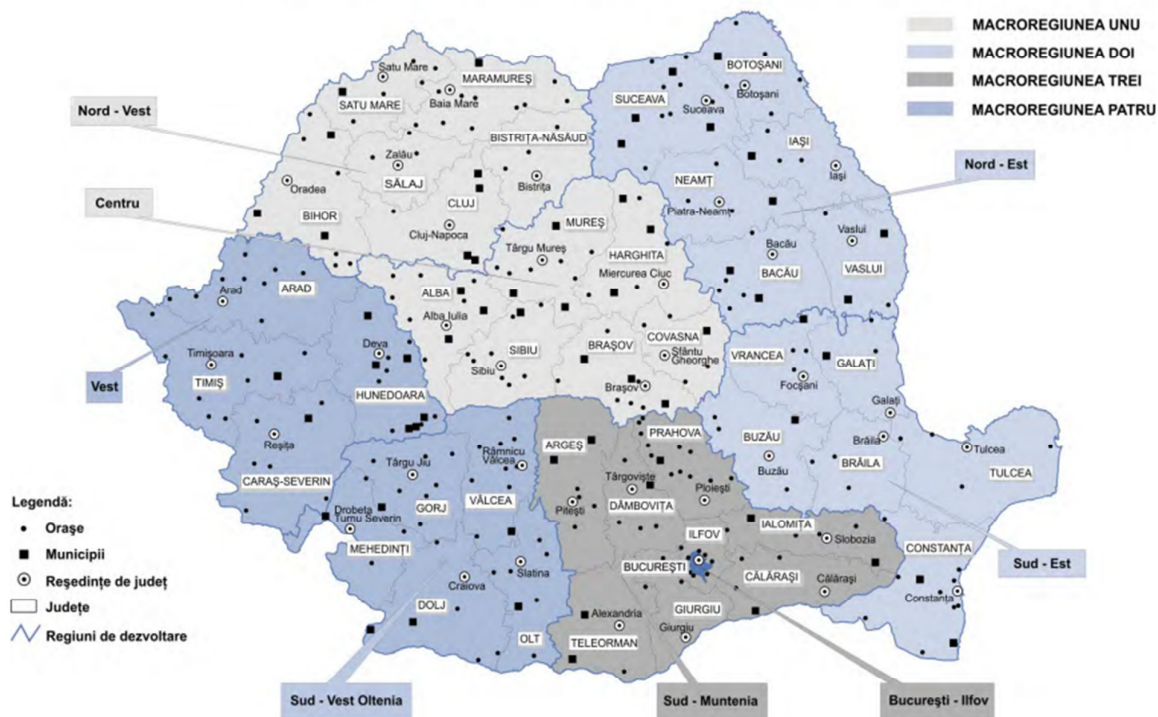 MACROREGIUNEA UNU
MACROREGIUNEA DOI
MACROREGIUNEA TREI
MACROREGIUNEA PATRU
Nord - Vest
Centru
Vest
Nord - Est
Sud - Est
Sud - Vest Oltenia
Sud - Muntenia
București - Ilfov
Satu Mare
SATU MARE
MARAMUREȘ
Baia Mare
BISTRIȚA-NĂSĂUD
Bistrița
Zalău
SĂLAJ
Oradea
BIHOR
CLUJ
Cluj-Napoca
BOTOȘANI
Botoșani
SUCEAVA
Suceava
IAȘI
Iași
NEAMȚ
Piatra-Neamț
Bacău
BACĂU
Vaslui
VASLUI
MUREȘ
Târgu Mureș
HARGHITA
Miercurea Ciuc
ALBA
Alba Iulia
SIBIU
Sibiu
BRAȘOV
Brașov
COVASNA
Sfântu
Gheorghe
Arad
ARAD
Timișoara
TIMIȘ
Deva
HUNEDOARA
Reșița
CARAȘ-SEVERIN
VRANCEA
Focșani
GALAȚI
Galați
BUZĂU
Buzău
Brăila
BRĂILA
Tulcea
TULCEA
CONSTANȚA
Constanța
Târgu Jiu
GORJ
Râmnicu
Vâlcea
VÂLCEA
Drobeta
Turnu Severin
MEHEDINȚI
Craiova
DOLJ
Slatina
OLT
ARGEȘ
Pitești
PRAHOVA
Ploiești
Târgoviște
DÂMBOVIȚA
ILFOV
BUCUREȘTI
IALOMIȚA
Slobozia
CĂLĂRAȘI
Călărași
GIURGIU
Giurgiu
Alexandria
TELEORMAN
Legendă:
Orașe
Municipii
Reședințe de județ
Județe
Regiuni de dezvoltare